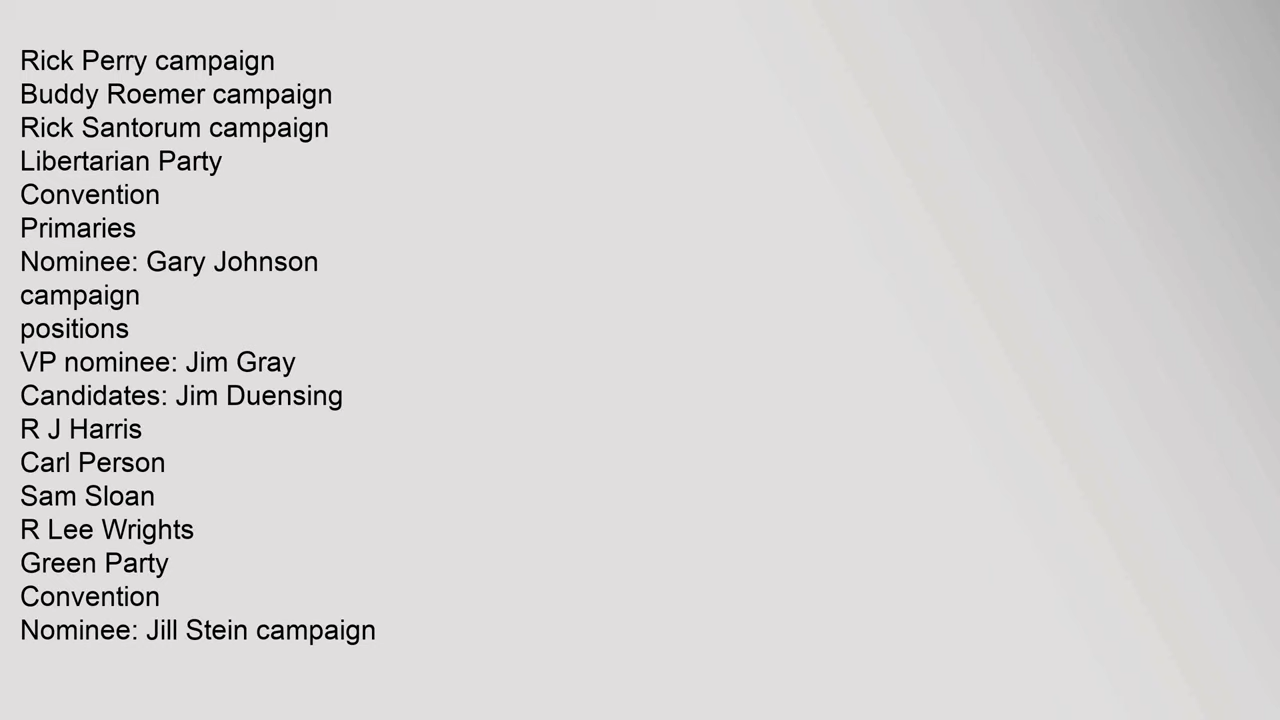 Rick Perry campaign
Buddy Roemer campaign
Rick Santorum campaign
Libertarian Party
Convention
Primaries
Nominee: Gary Johnson
campaign
positions
VP nominee: Jim Gray
Candidates: Jim Duensing
R J Harris
Carl Person
Sam Sloan
R Lee Wrights
Green Party
Convention
Nominee: Jill Stein campaign